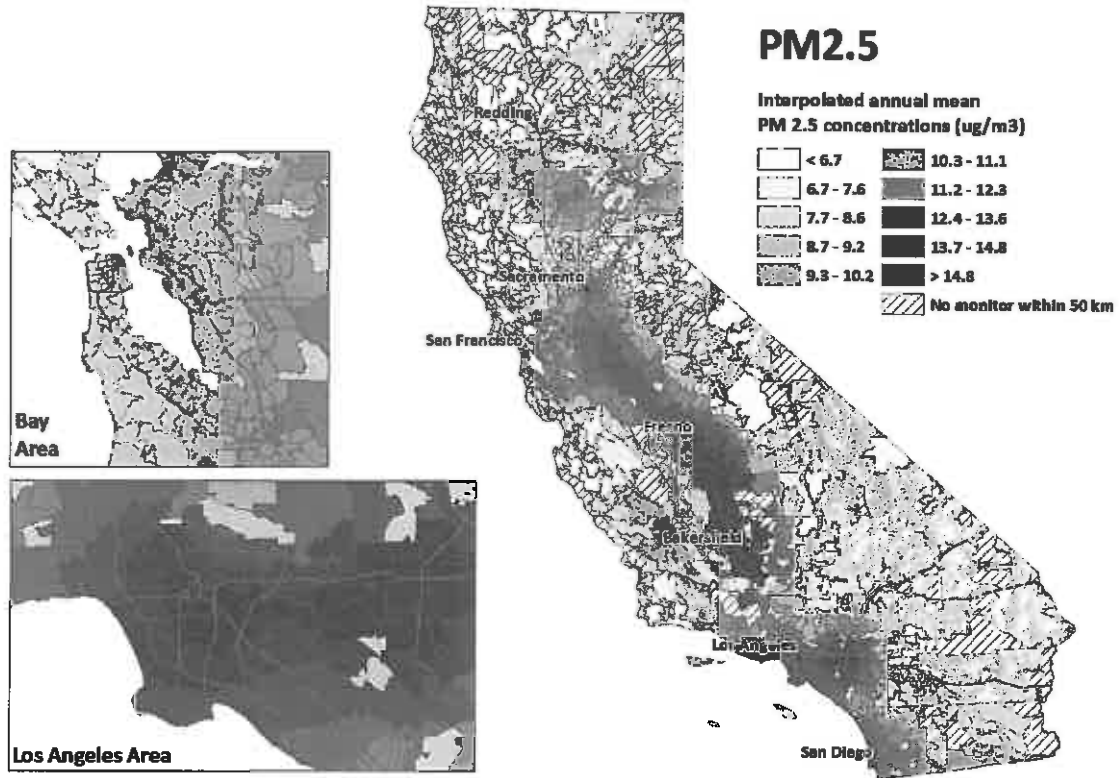 PM2.5
Interpolated annual mean
PM 2.5 concentrations (ug/m3)
< 6.7
6.7 - 7.6
7.7 - 8.6
8.7 - 9.2
9.3 - 10.2
10.3 - 11.1
11.2 - 12.3
12.4 - 13.6
13.7 - 14.8
> 14.8
No monitor within 50 km
Redding
Sacramento
San Francisco
Fresno
Bakersfield
Los Angeles
San Diego
Bay
Area
Los Angeles Area